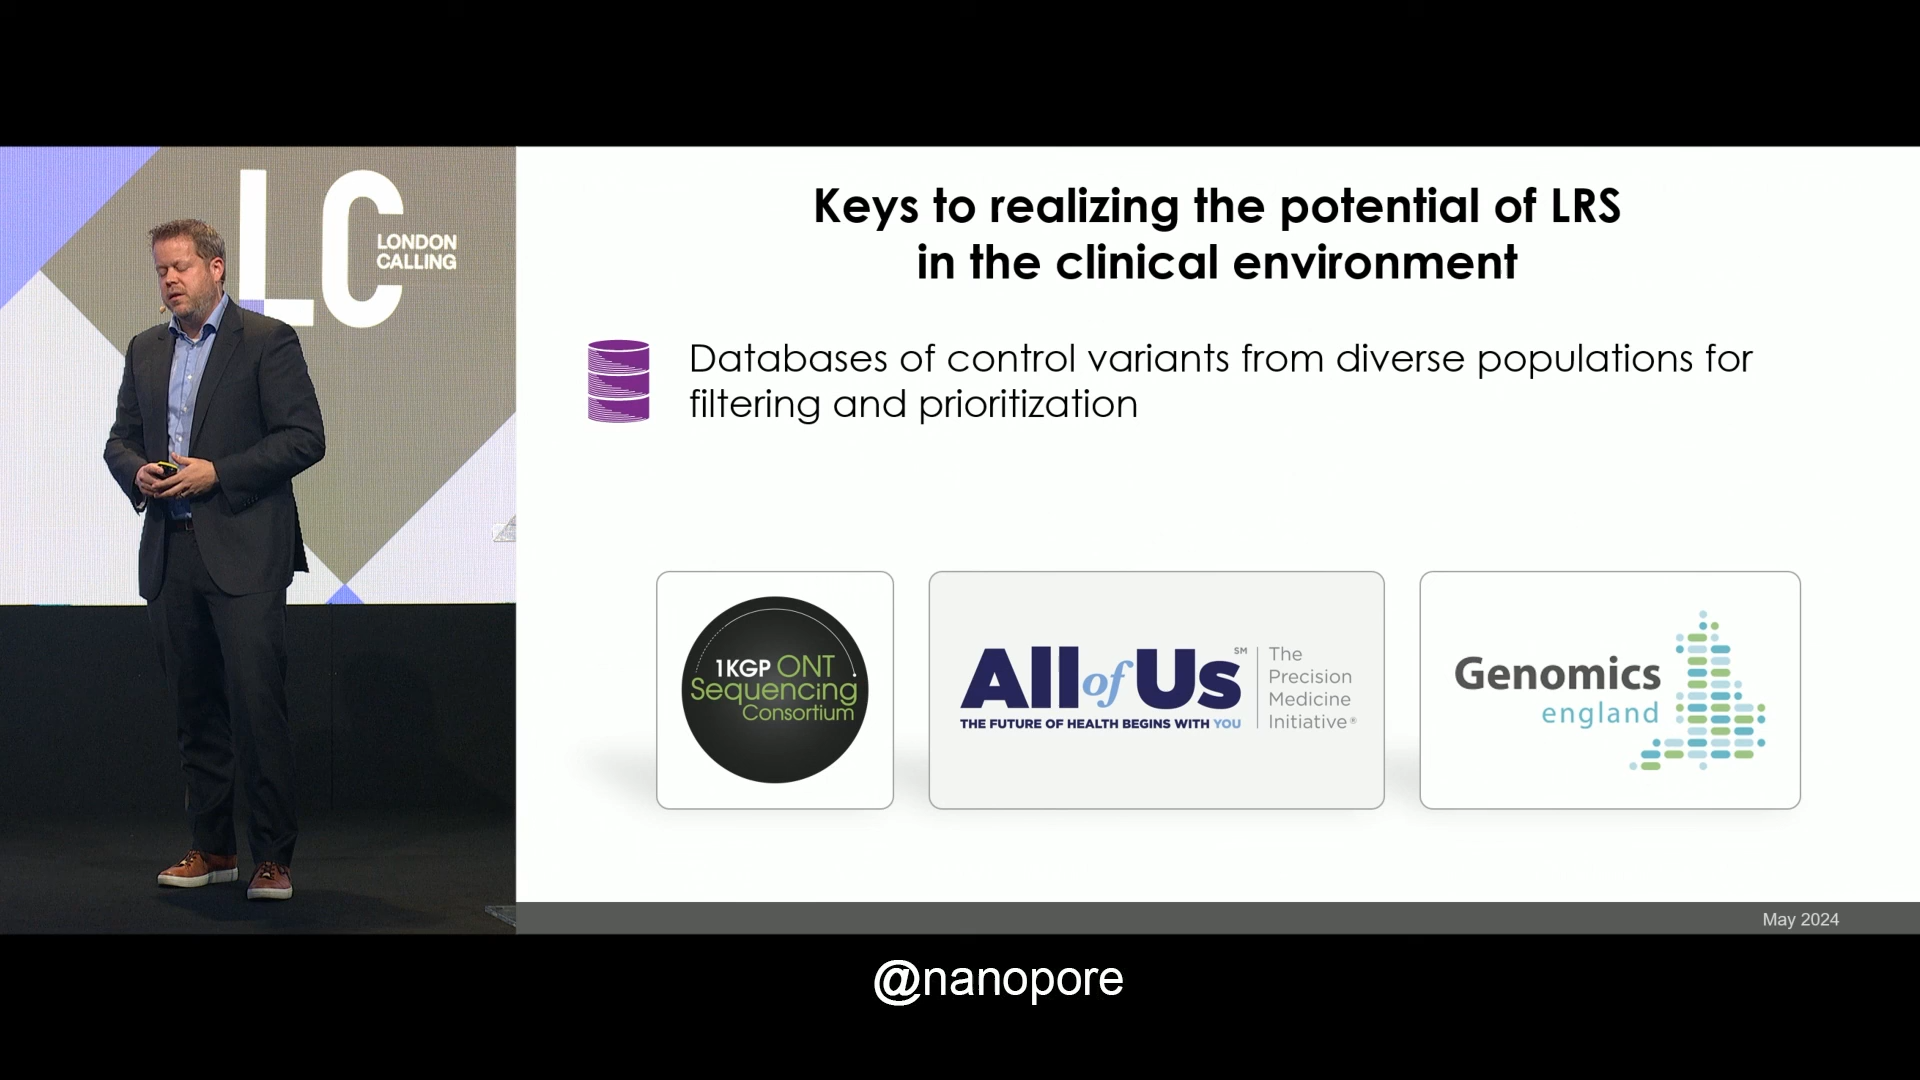 LC
LONDON
CALLING
Keys to realizing the potential of LRS
in the clinical environment
Databases of control variants from diverse populations for
filtering and prioritization
1KGP ONT
Sequencing
Consortium
All of Us℠
THE FUTURE OF HEALTH BEGINS WITH YOU
The
Precision
Medicine
Initiative®
Genomics
england
May 2024
@nanopore